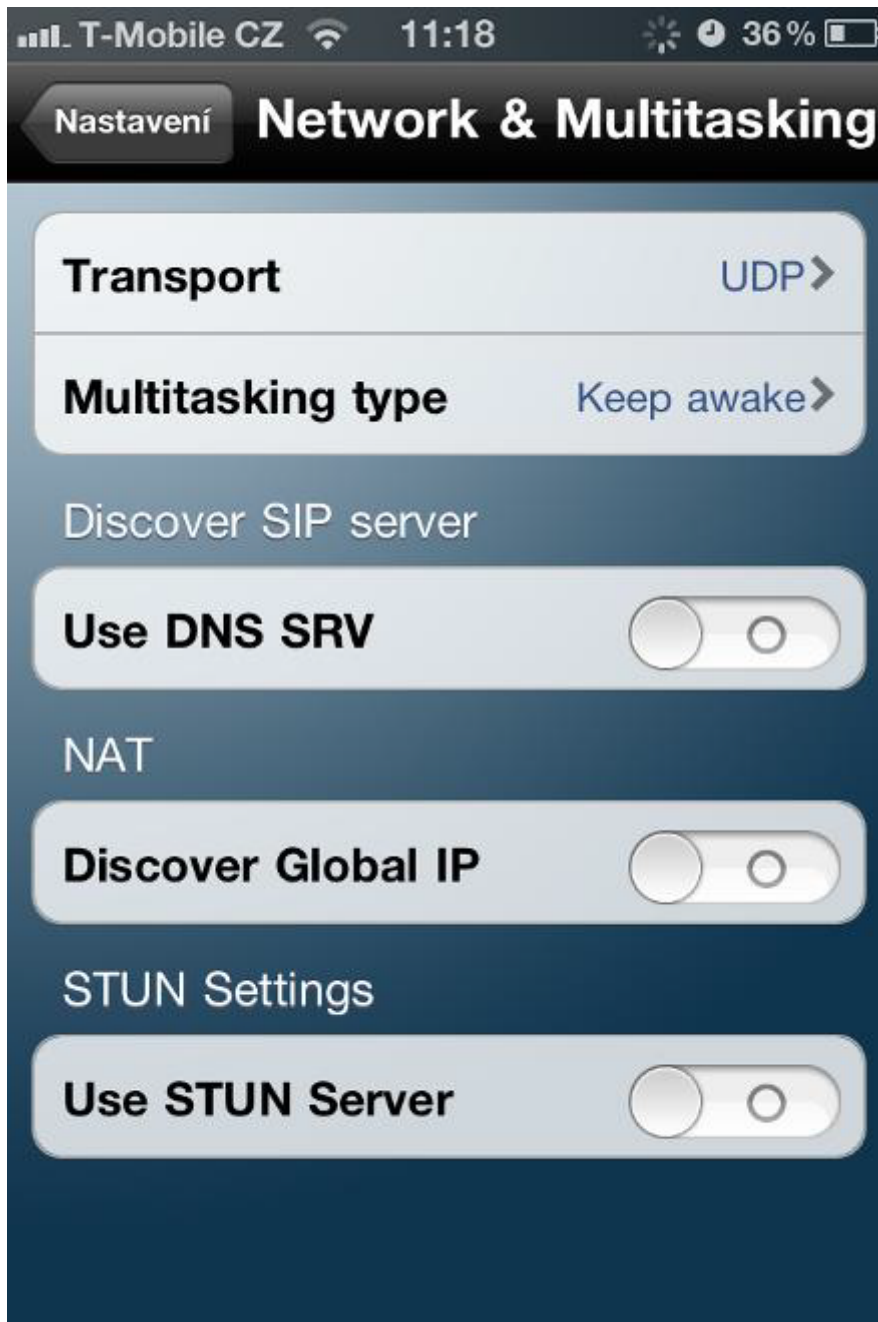 T-Mobile CZ 11:18 36%
Nastavení Network & Multitasking
Transport UDP
Multitasking type Keep awake
Discover SIP server
Use DNS SRV
NAT
Discover Global IP
STUN Settings
Use STUN Server